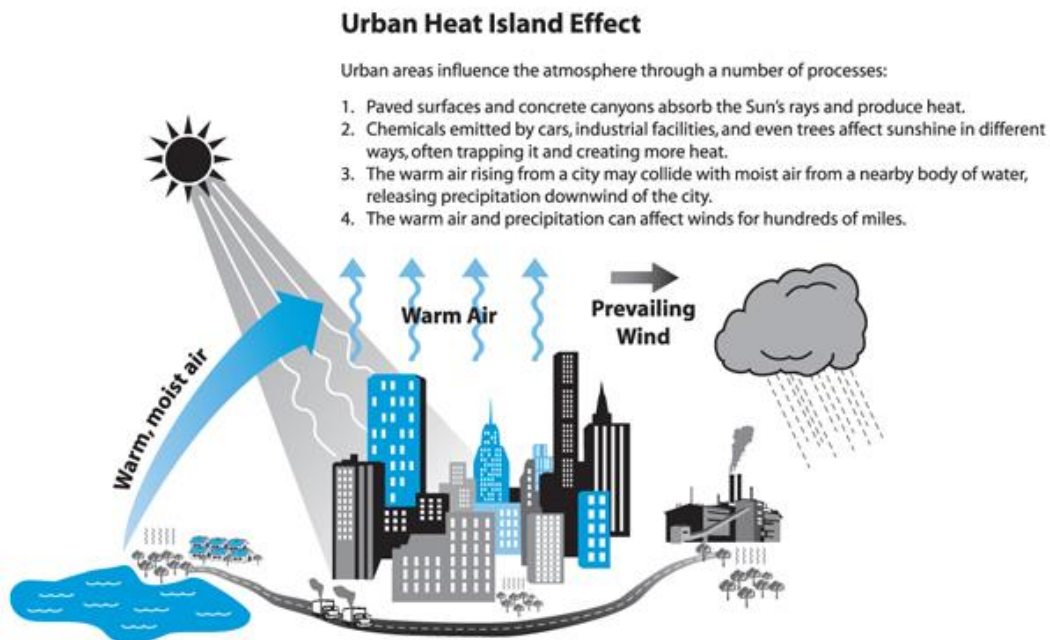 Urban Heat Island Effect
Urban areas influence the atmosphere through a number of processes:
1. Paved surfaces and concrete canyons absorb the Sun's rays and produce heat.
2. Chemicals emitted by cars, industrial facilities, and even trees affect sunshine in different
ways, often trapping it and creating more heat.
3. The warm air rising from a city may collide with moist air from a nearby body of water,
releasing precipitation downwind of the city.
4. The warm air and precipitation can affect winds for hundreds of miles.
Warm Air
Prevailing
Wind
Warm, moist air